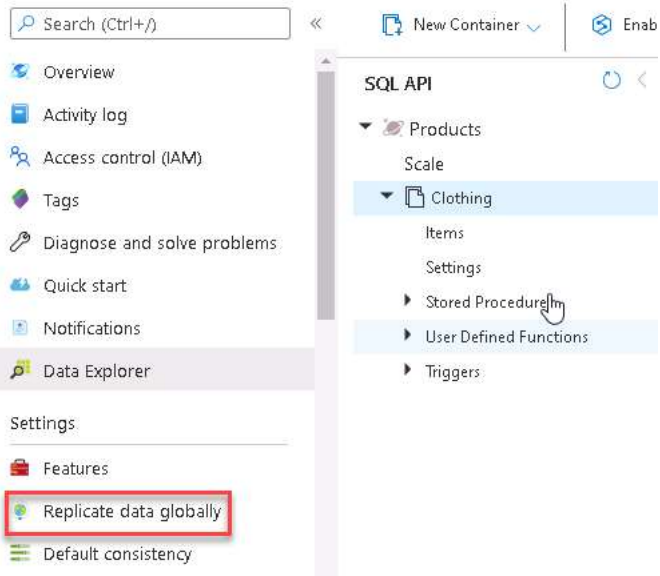 Search (Ctrl+/)
«
Overview
Activity log
Access control (IAM)
Tags
Diagnose and solve problems
Quick start
Notifications
Data Explorer
Settings
Features
Replicate data globally
Default consistency
New Container
Enab
SQL API
Products
Scale
Clothing
Items
Settings
Stored Procedure
User Defined Functions
Triggers